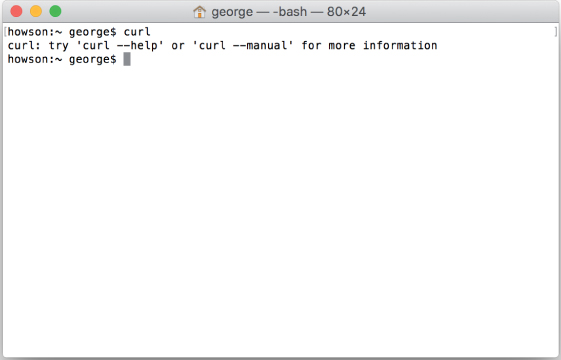 george — -bash — 80×24
howson:~ george$ curl
curl: try 'curl --help' or 'curl --manual' for more information
howson:~ george$